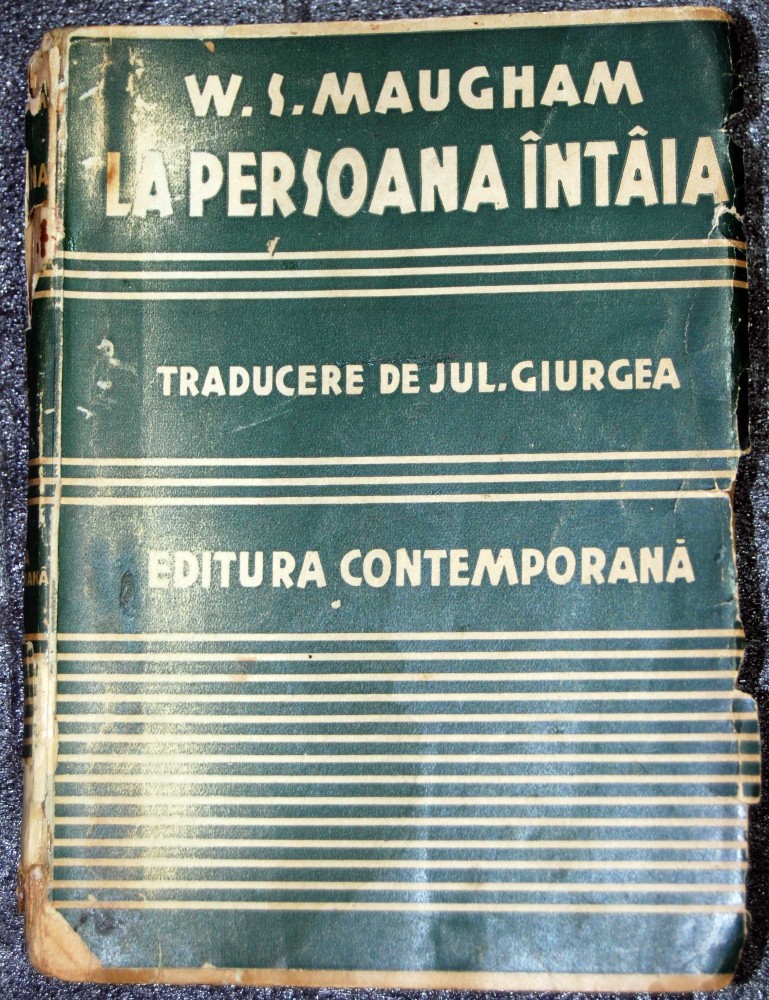 W. S. MAUGHAM
LA PERSOANA ÎNTÂIA
TRADUCERE DE JUL. GIURGEA
EDITURA CONTEMPORANĂ